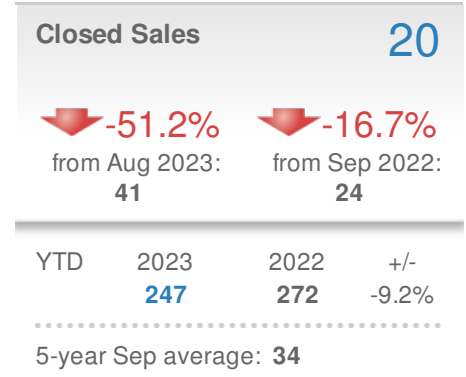 Closed Sales 20
-51.2% -16.7%
from Aug 2023: from Sep 2022:
41 24
YTD 2023 2022 +/-
247 272 -9.2%
5-year Sep average: 34